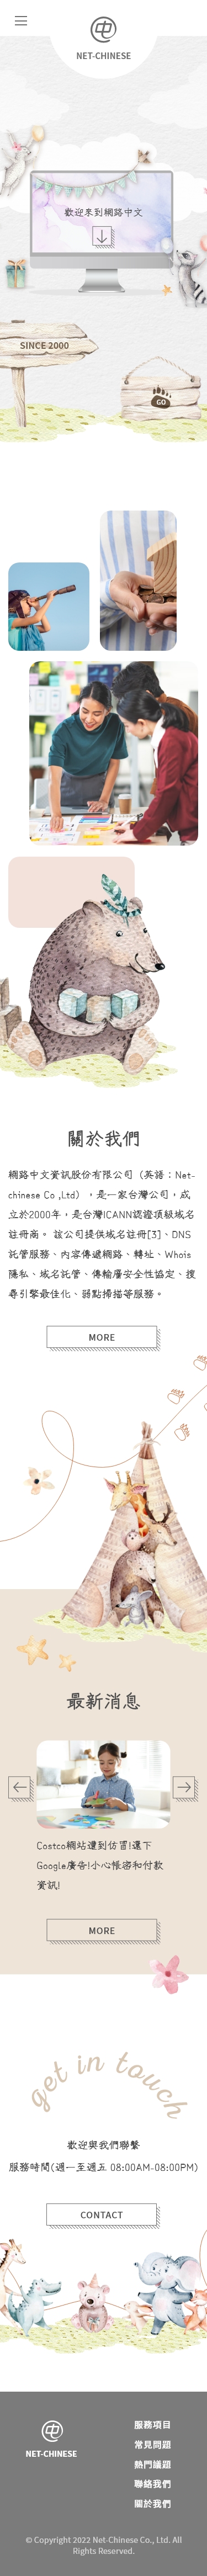 NET-CHINESE
歡迎來到網路中文
SINCE 2000
GO
關於我們
網路中文資訊股份有限公司（英語：Net-
chinese Co ,Ltd），是一家台灣公司，成
立於2000年，是台灣ICANN認證頂級域名
註冊商。 該公司提供域名註冊[3]、DNS
託管服務、內容傳遞網路、轉址、Whois
隱私、域名託管、傳輸層安全性協定、搜
尋引擎最佳化、弱點掃描等服務。
MORE
最新消息
Costco網站遭到仿冒!還下
Google廣告!小心帳密和付款
資訊!
MORE
get in touch
歡迎與我們聯繫
服務時間(週一至週五 08:00AM-08:00PM)
CONTACT
NET-CHINESE
服務項目
常見問題
熱門議題
聯絡我們
關於我們
© Copyright 2022 Net-Chinese Co., Ltd. All
Rights Reserved.